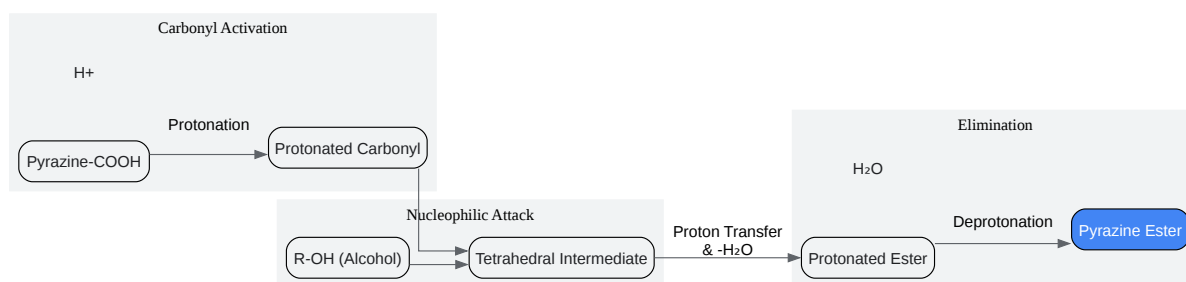 Carbonyl Activation
H+
Protonation
Pyrazine-COOH
Protonated Carbonyl
Nucleophilic Attack
R-OH (Alcohol)
Tetrahedral Intermediate
Proton Transfer
& -H₂O
Elimination
H₂O
Protonated Ester
Deprotonation
Pyrazine Ester